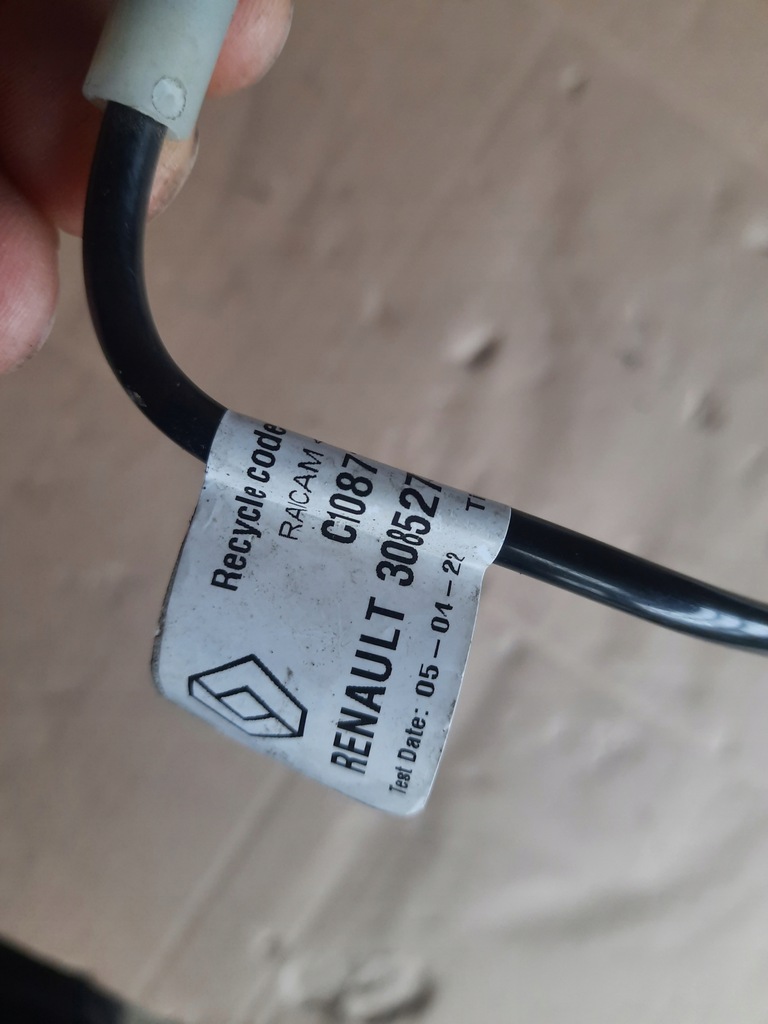 Recycle code
RAICAM
C1087
RENAULT 308527
Test Date: 05-04-22